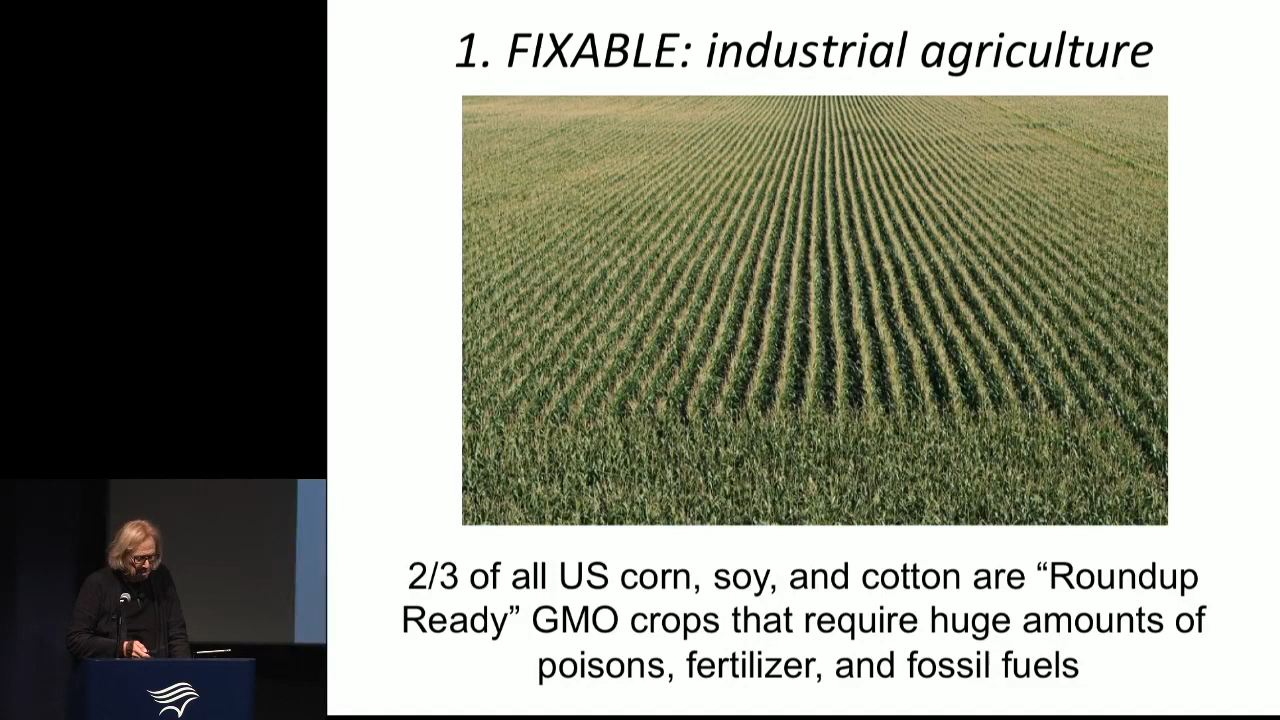 1. FIXABLE: industrial agriculture
2/3 of all US corn, soy, and cotton are “Roundup
Ready” GMO crops that require huge amounts of
poisons, fertilizer, and fossil fuels